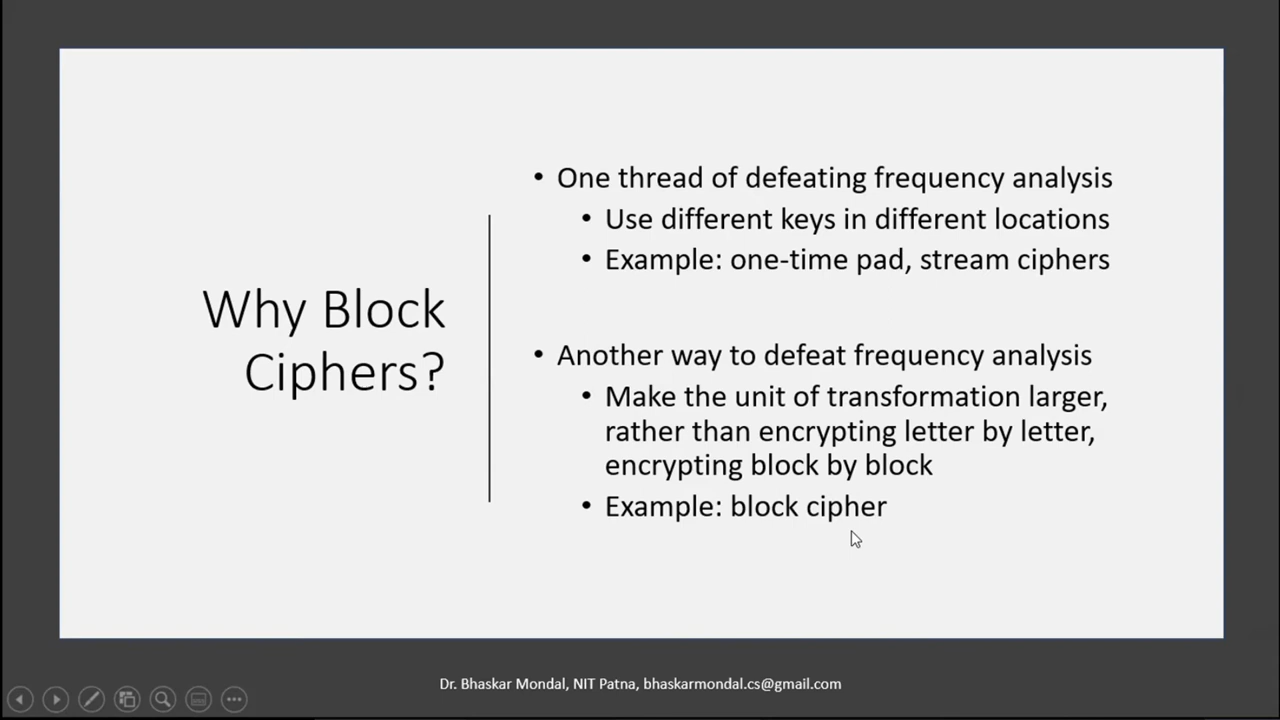 Why Block
Ciphers?
• One thread of defeating frequency analysis
• Use different keys in different locations
• Example: one-time pad, stream ciphers
• Another way to defeat frequency analysis
• Make the unit of transformation larger,
rather than encrypting letter by letter,
encrypting block by block
• Example: block cipher
Dr. Bhaskar Mondal, NIT Patna, bhaskarmondal.cs@gmail.com